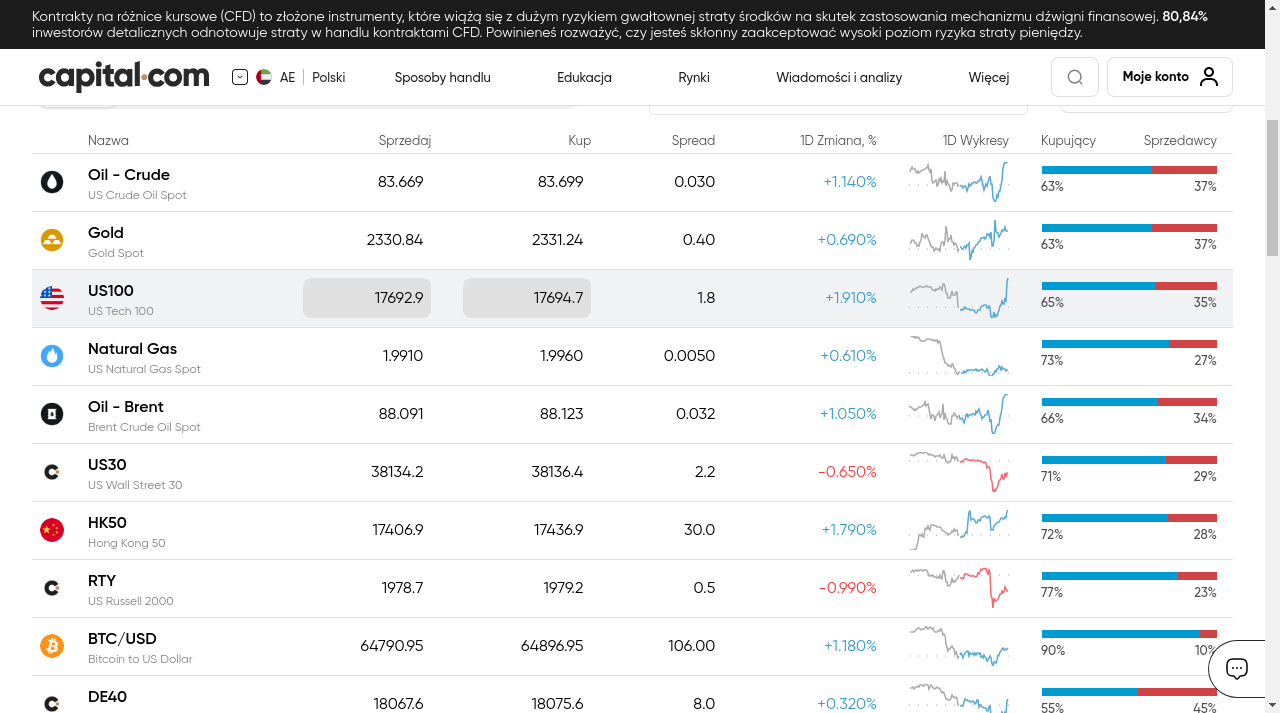 Kontrakty na różnice kursowe (CFD) to złożone instrumenty, które wiążą się z dużym ryzykiem gwałtownej straty środków na skutek zastosowania mechanizmu dźwigni finansowej. 80,84%
inwestorów detalicznych odnotowuje straty w handlu kontraktami CFD. Powinieneś rozważyć, czy jesteś skłonny zaakceptować wysoki poziom ryzyka straty pieniędzy.
capital.com AE Polski Sposoby handlu Edukacja Rynki Wiadomości i analizy Więcej Moje konto
Nazwa Sprzedaj Kup Spread 1D Zmiana, % 1D Wykresy Kupujący Sprzedawcy
Oil - Crude 83.669 83.699 0.030 +1.140%
US Crude Oil Spot 63% 37%
Gold 2330.84 2331.24 0.40 +0.690%
Gold Spot 63% 37%
US100 17692.9 17694.7 1.8 +1.910%
US Tech 100 65% 35%
Natural Gas 1.9910 1.9960 0.0050 +0.610%
US Natural Gas Spot 73% 27%
Oil - Brent 88.091 88.123 0.032 +1.050%
Brent Crude Oil Spot 66% 34%
US30 38134.2 38136.4 2.2 -0.650%
US Wall Street 30 71% 29%
HK50 17406.9 17436.9 30.0 +1.790%
Hong Kong 50 72% 28%
RTY 1978.7 1979.2 0.5 -0.990%
US Russell 2000 77% 23%
BTC/USD 64790.95 64896.95 106.00 +1.180%
Bitcoin to US Dollar 90% 10%
DE40 18067.6 18075.6 8.0 +0.320%
55% 45%